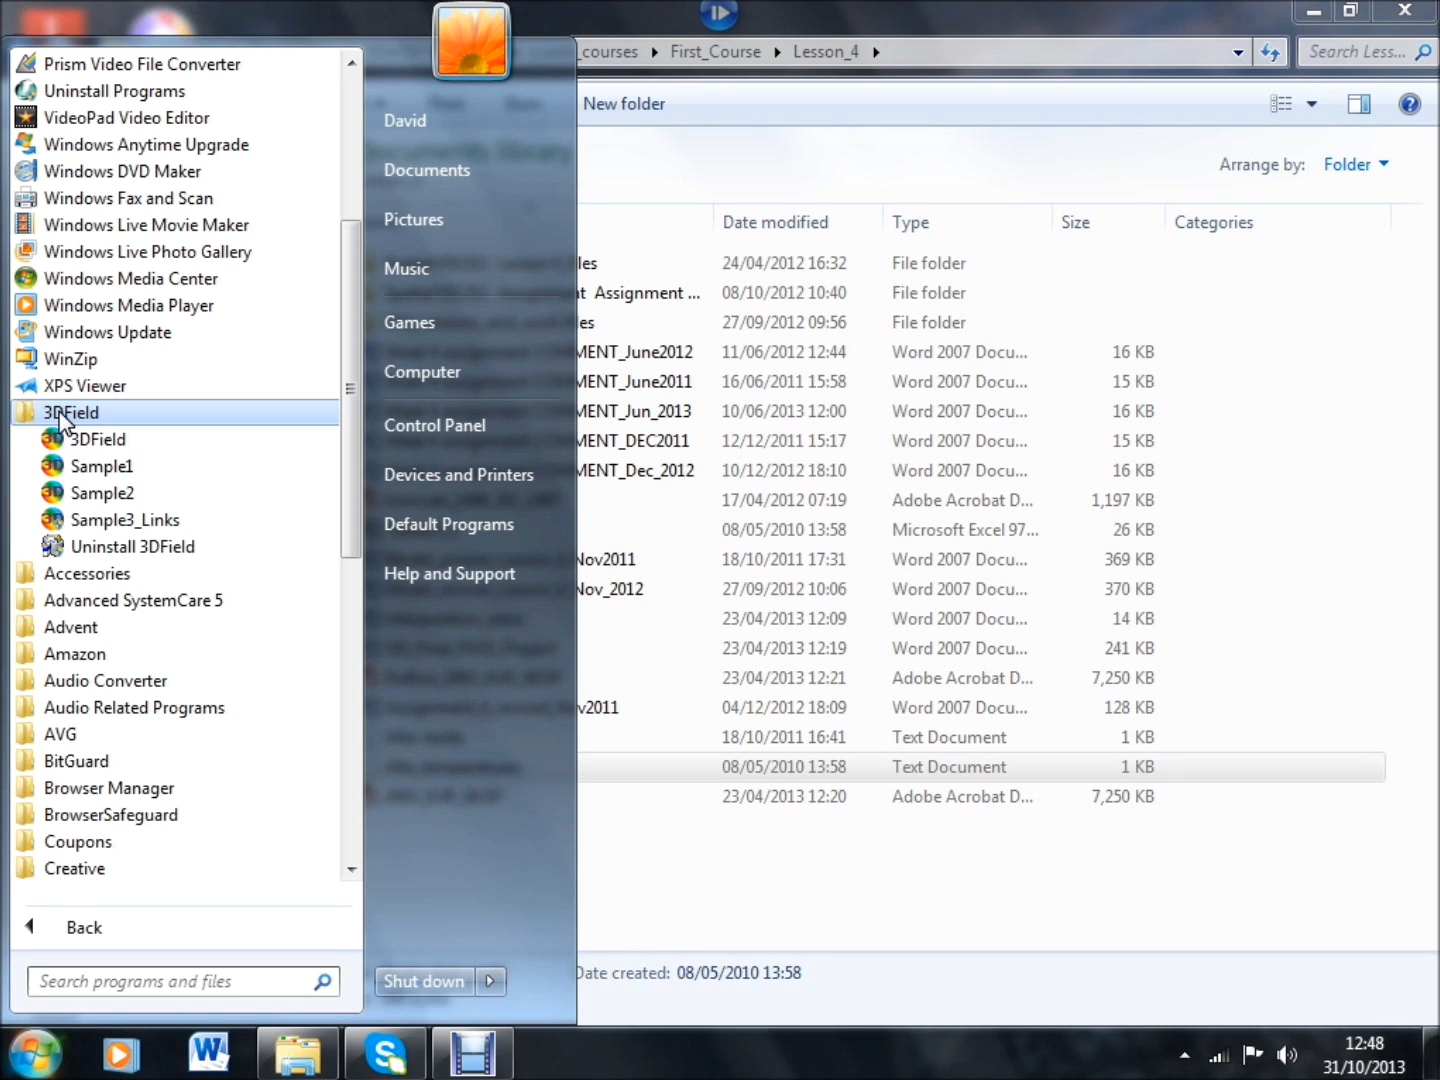 Prism Video File Converter
Uninstall Programs
VideoPad Video Editor
Windows Anytime Upgrade
Windows DVD Maker
Windows Fax and Scan
Windows Live Movie Maker
Windows Live Photo Gallery
Windows Media Center
Windows Media Player
Windows Update
WinZip
XPS Viewer
3DField
3DField
Sample1
Sample2
Sample3_Links
Uninstall 3DField
Accessories
Advanced SystemCare 5
Advent
Amazon
Audio Converter
Audio Related Programs
AVG
BitGuard
Browser Manager
BrowserSafeguard
Coupons
Creative
Back
Search programs and files
David
Documents
Pictures
Music
Games
Computer
Control Panel
Devices and Printers
Default Programs
Help and Support
Shut down
_courses First_Course Lesson_4
Search Less...
New folder
Arrange by: Folder
Date modified Type Size Categories
les 24/04/2012 16:32 File folder
t Assignment ... 08/10/2012 10:40 File folder
es 27/09/2012 09:56 File folder
MENT_June2012 11/06/2012 12:44 Word 2007 Docu... 16 KB
MENT_June2011 16/06/2011 15:58 Word 2007 Docu... 15 KB
MENT_Jun_2013 10/06/2013 12:00 Word 2007 Docu... 16 KB
MENT_DEC2011 12/12/2011 15:17 Word 2007 Docu... 15 KB
MENT_Dec_2012 10/12/2012 18:10 Word 2007 Docu... 16 KB
17/04/2012 07:19 Adobe Acrobat D... 1,197 KB
08/05/2010 13:58 Microsoft Excel 97... 26 KB
Nov2011 18/10/2011 17:31 Word 2007 Docu... 369 KB
Nov_2012 27/09/2012 10:06 Word 2007 Docu... 370 KB
23/04/2013 12:09 Word 2007 Docu... 14 KB
23/04/2013 12:19 Word 2007 Docu... 241 KB
23/04/2013 12:21 Adobe Acrobat D... 7,250 KB
v2011 04/12/2012 18:09 Word 2007 Docu... 128 KB
18/10/2011 16:41 Text Document 1 KB
08/05/2010 13:58 Text Document 1 KB
23/04/2013 12:20 Adobe Acrobat D... 7,250 KB
Date created: 08/05/2010 13:58
12:48
31/10/2013